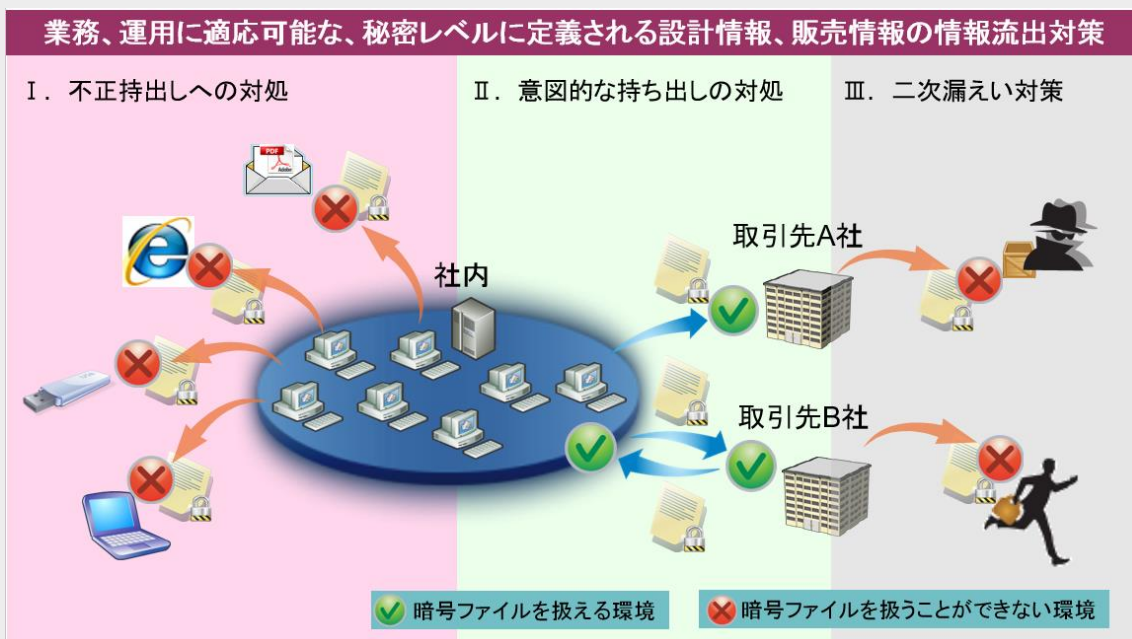 業務、運用に適応可能な、秘密レベルに定義される設計情報、販売情報の情報流出対策
Ⅰ．不正持出しへの対処
Ⅱ．意図的な持ち出しの対処
Ⅲ．二次漏えい対策
PDF
Adobe
社内
取引先A社
取引先B社
暗号ファイルを扱える環境
暗号ファイルを扱うことができない環境